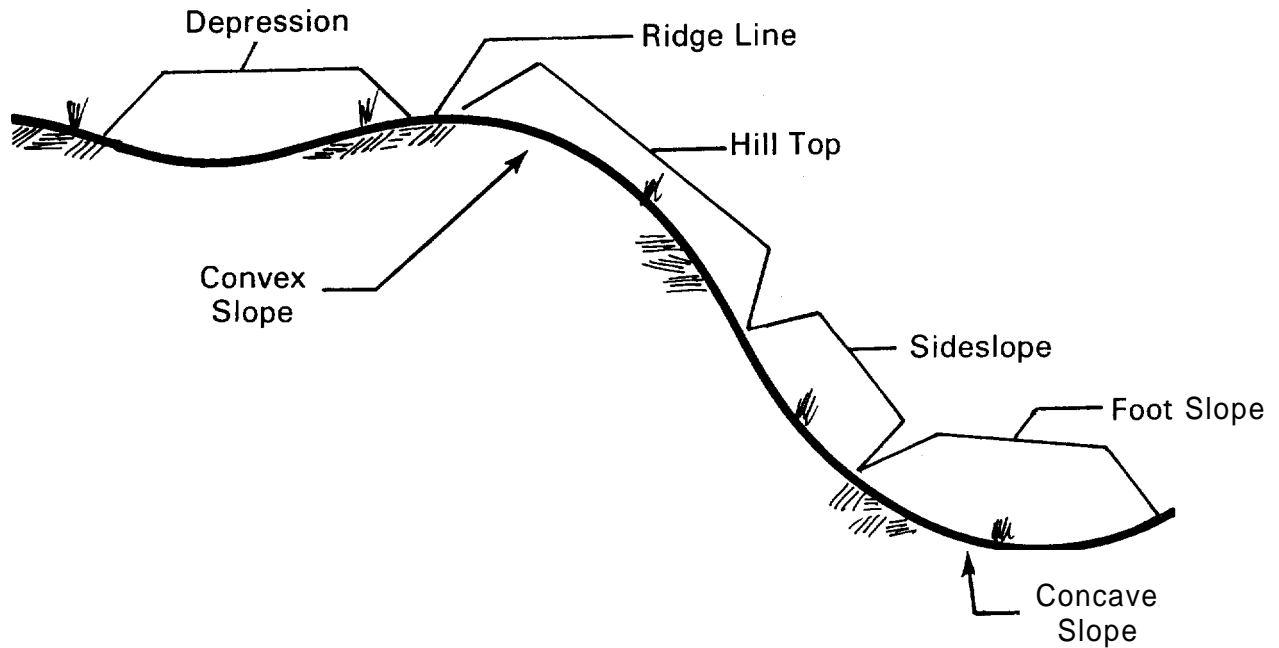 Depression
Ridge Line
Hill Top
Convex
Slope
Sideslope
Foot Slope
Concave
Slope